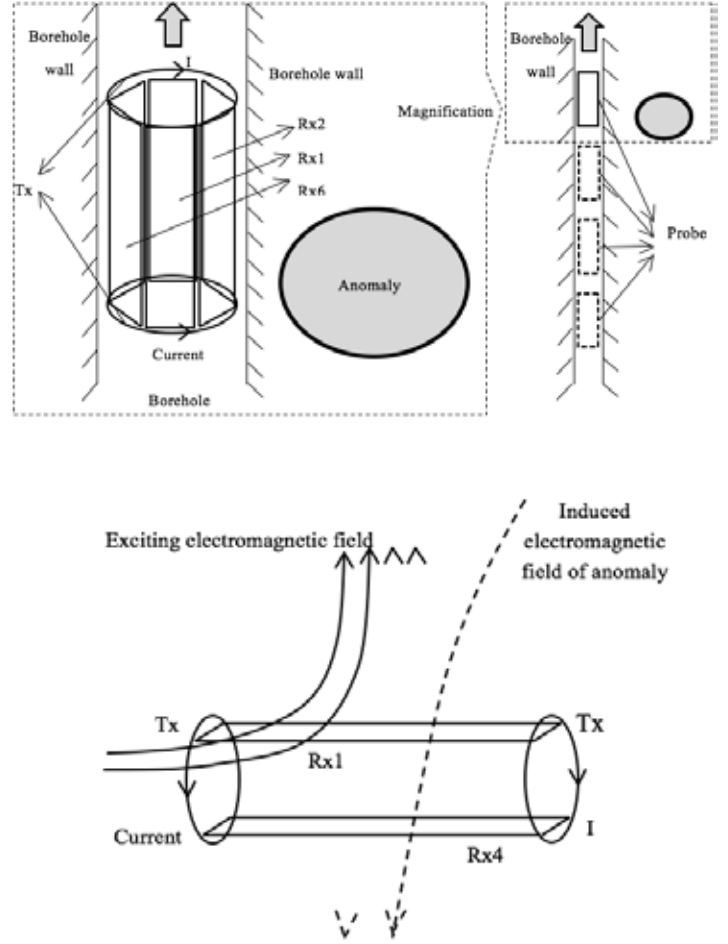 Borehole
wall
I
Borehole wall
Rx2
Rx1
Rx6
Tx
Anomaly
Current
Borehole
Magnification
Borehole
wall
Probe
Exciting electromagnetic field
Induced
electromagnetic
field of anomaly
Tx
Tx
Rx1
Current
Rx4
I